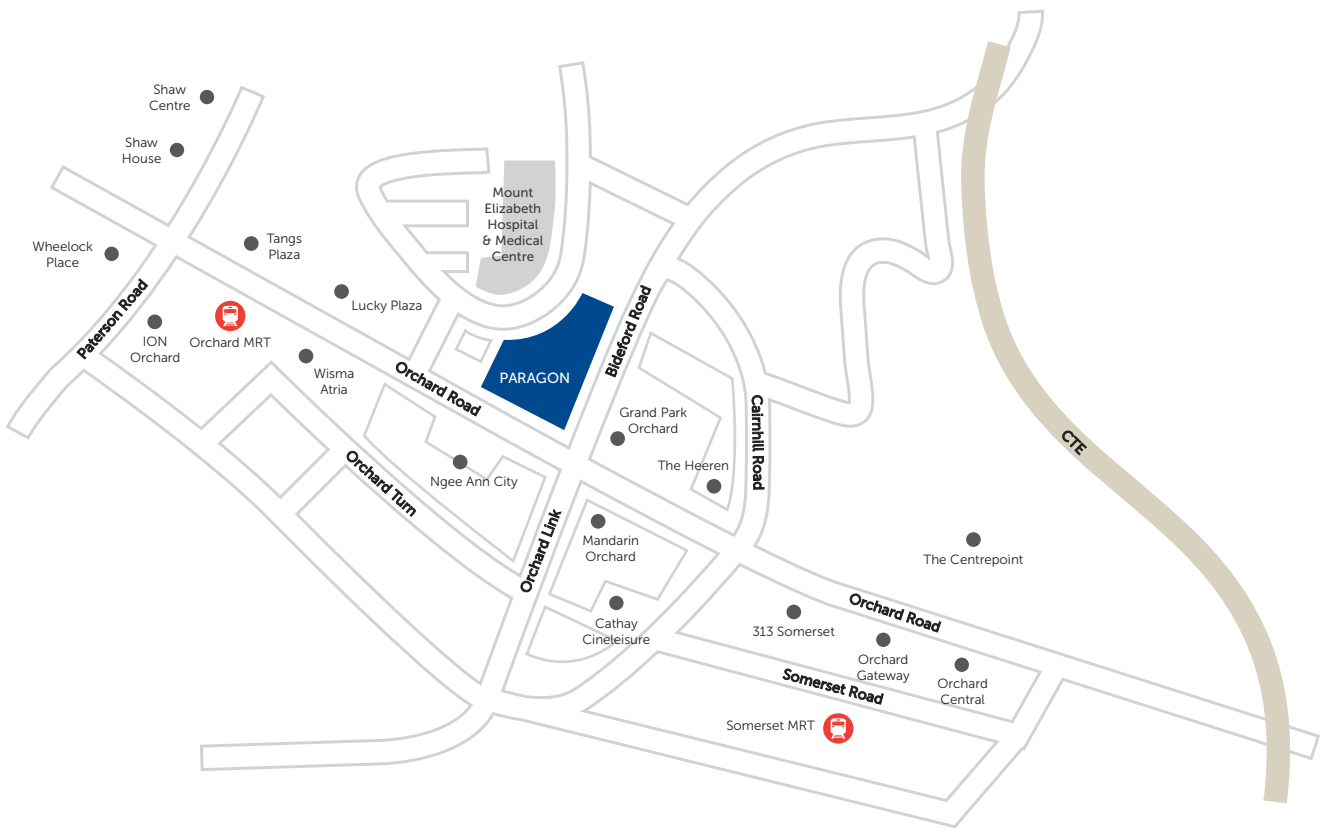 Shaw
Centre
Shaw
House
Mount
Elizabeth
Hospital
& Medical
Centre
Wheelock
Place
Tangs
Plaza
Lucky Plaza
Paterson Road
ION
Orchard
Orchard MRT
Wisma
Atria
Orchard Road
PARAGON
Bideford Road
Grand Park
Orchard
Cairnhill Road
CTE
The Heeren
Ngee Ann City
Orchard Turn
Orchard Link
Mandarin
Orchard
The Centrepoint
Cathay
Cineleisure
313 Somerset
Orchard Road
Orchard
Gateway
Orchard
Central
Somerset Road
Somerset MRT